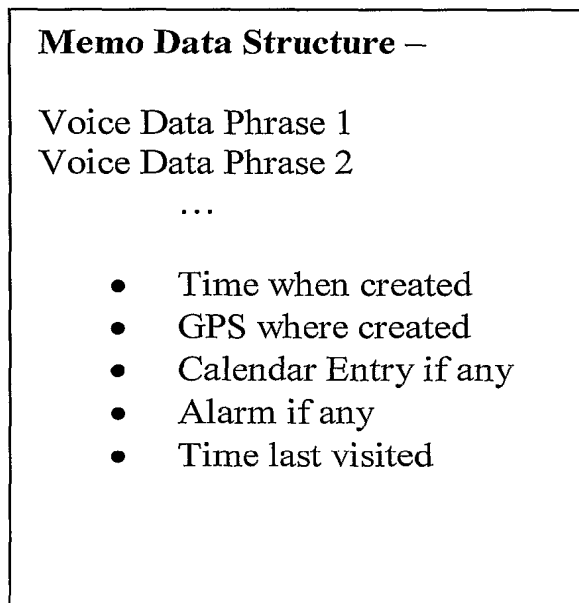 Memo Data Structure –
Voice Data Phrase 1
Voice Data Phrase 2
...
• Time when created
• GPS where created
• Calendar Entry if any
• Alarm if any
• Time last visited